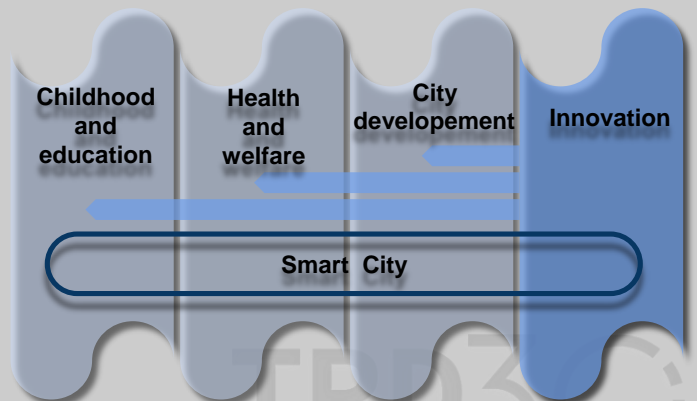 Childhood
and
education
Health
and
welfare
City
developement
Innovation
Smart City